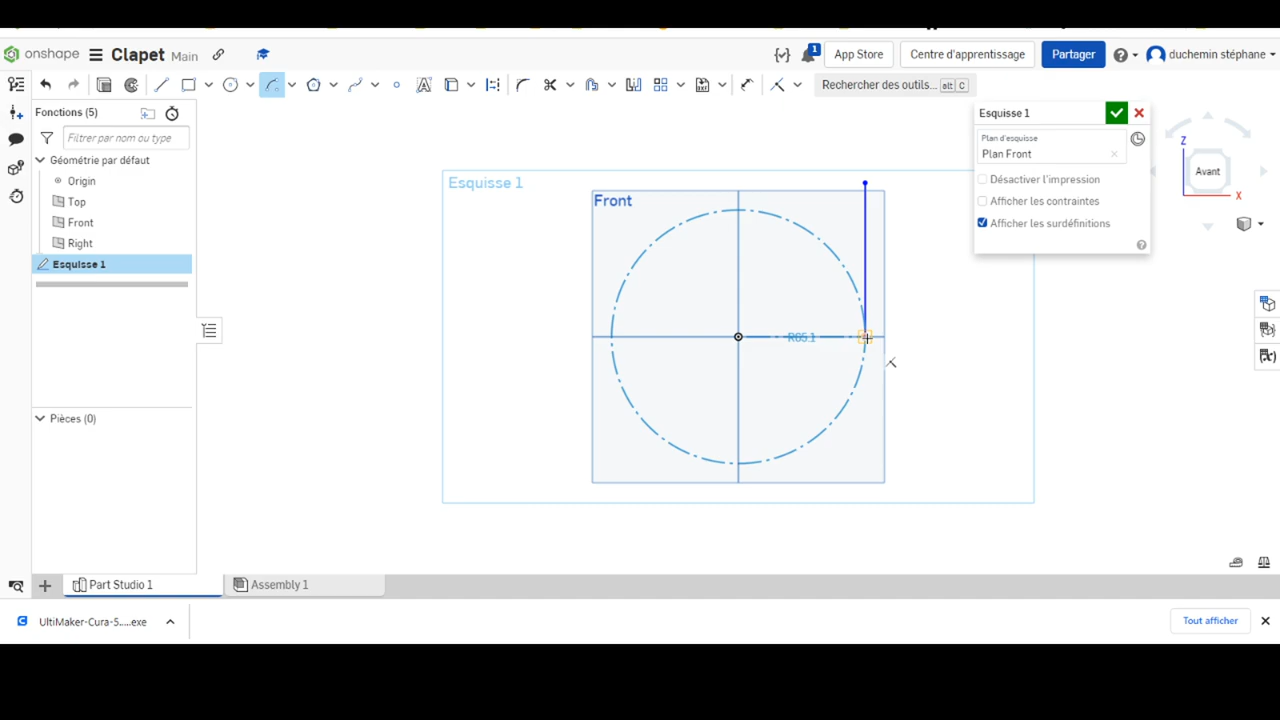 onshape Clapet Main 1 App Store Centre d'apprentissage Partager duchemin stéphane
Rechercher des outils... alt C
Fonctions (5)
Filtrer par nom ou type
Géométrie par défaut
Origin
Top
Front
Right
Esquisse 1
Pièces (0)
Esquisse 1
Front
Esquisse 1
Plan d'esquisse
Plan Front
Désactiver l'impression
Afficher les contraintes
Afficher les surdéfinitions
Z
Avant
X
Part Studio 1
Assembly 1
UltiMaker-Cura-5.....exe
Tout afficher